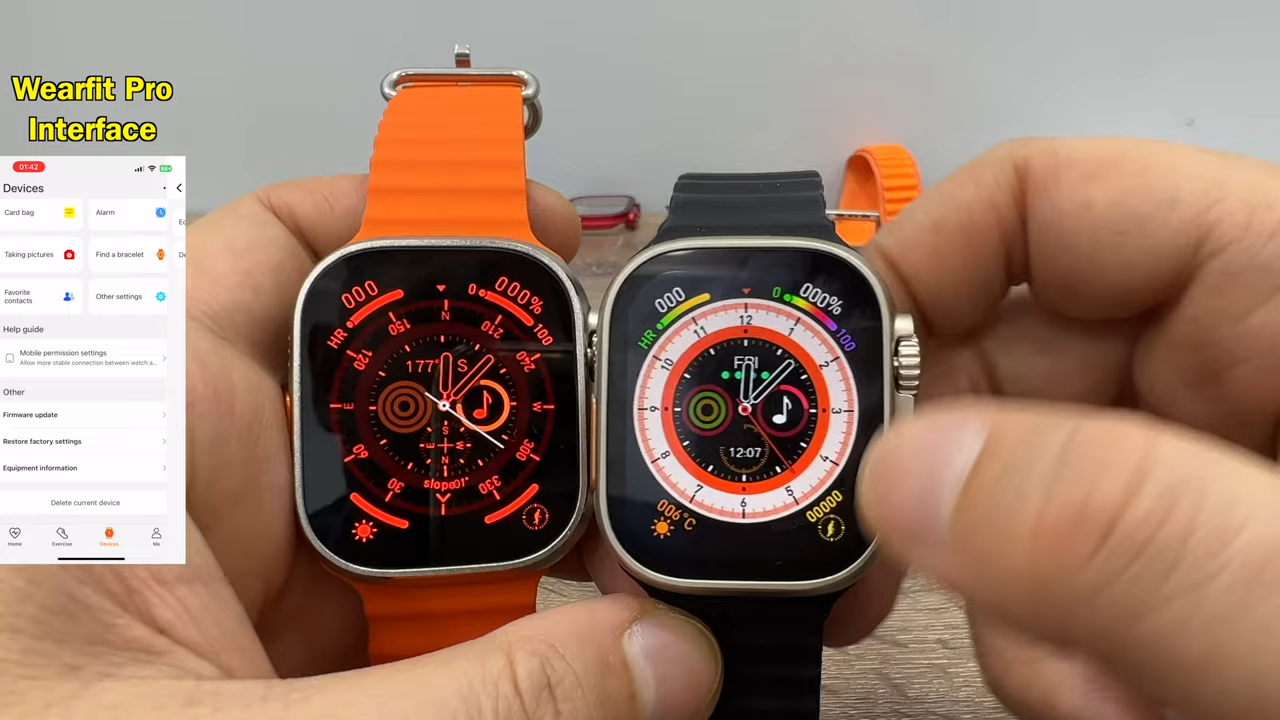 Wearfit Pro
Interface
01:42
Devices
Card bag
Alarm
Taking pictures
Find a bracelet
Favorite
contacts
Other settings
Help guide
Mobile permission settings
Allow more stable connection between watch a...
Other
Firmware update
Restore factory settings
Equipment information
Delete current device
Home
Exercise
Devices
Me
000
0
000%
HR
100
N
150
210
120
177°
S
E
W
S
E
W
N
300
30
330
slope01°
000
0
000%
HR
100
12
11
1
10
FRI
9
3
8
4
12:07
7
5
6
006°C
00000